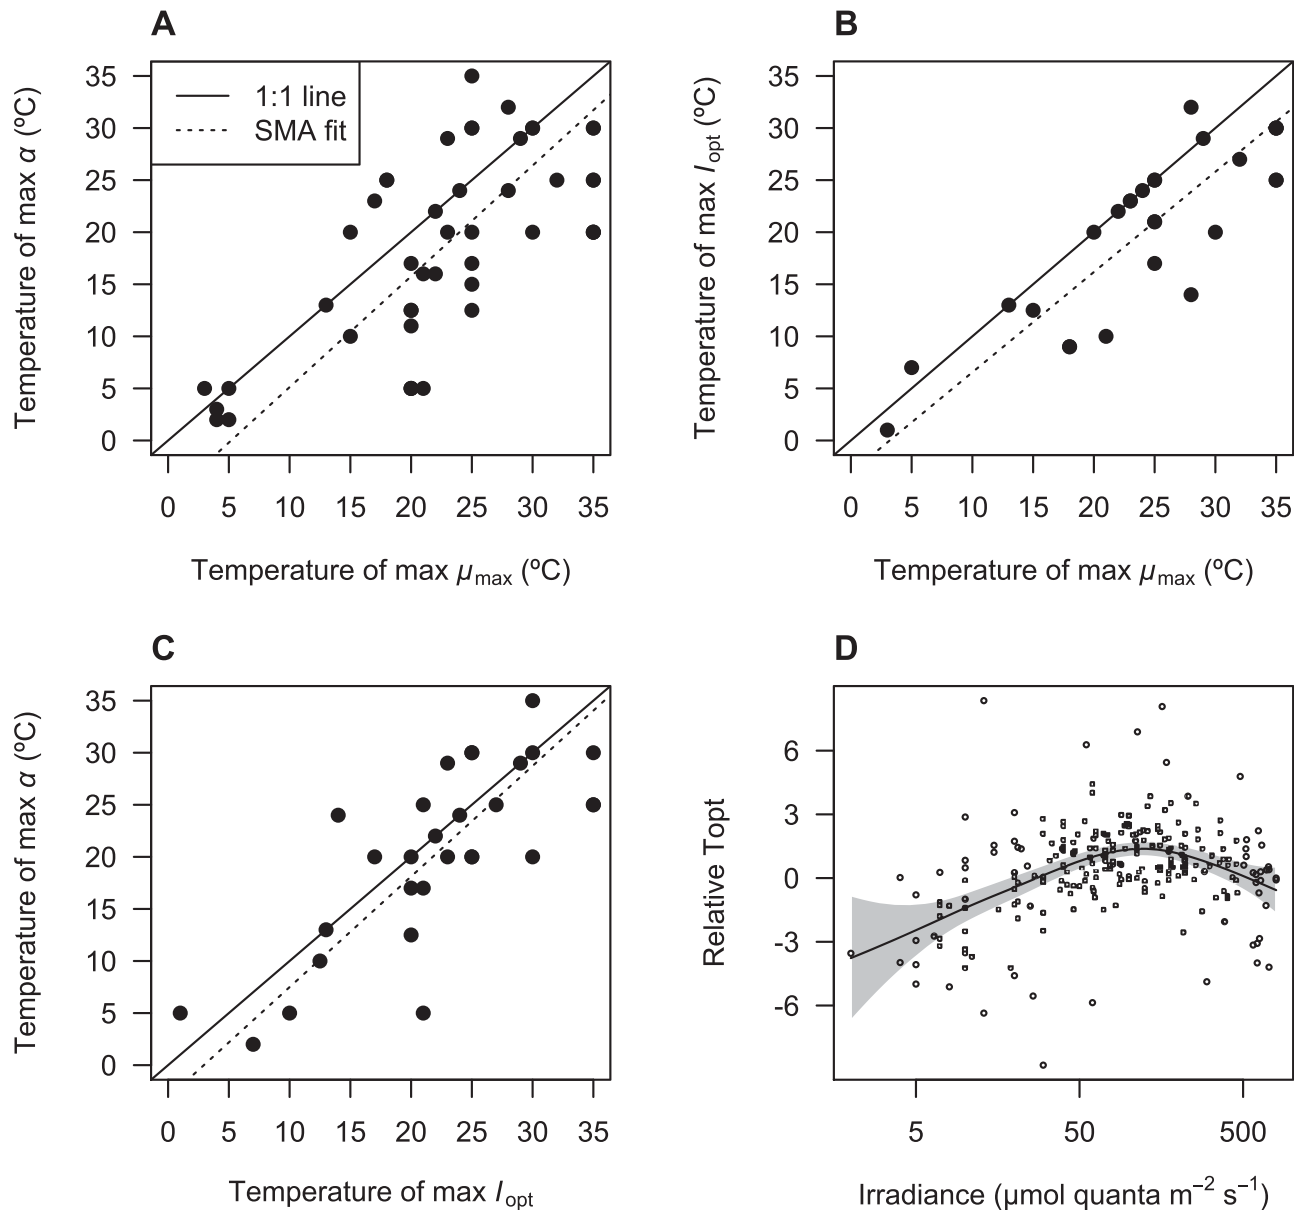 A
Temperature of max α (ºC)
35
30
25
20
15
10
5
0
1:1 line
SMA fit
0 5 10 15 20 25 30 35
Temperature of max μmax (ºC)
B
Temperature of max Iopt (ºC)
35
30
25
20
15
10
5
0
0 5 10 15 20 25 30 35
Temperature of max μmax (ºC)
C
Temperature of max α (ºC)
35
30
25
20
15
10
5
0
0 5 10 15 20 25 30 35
Temperature of max Iopt
D
Relative Topt
6
3
0
-3
-6
5 50 500
Irradiance (μmol quanta m⁻² s⁻¹)